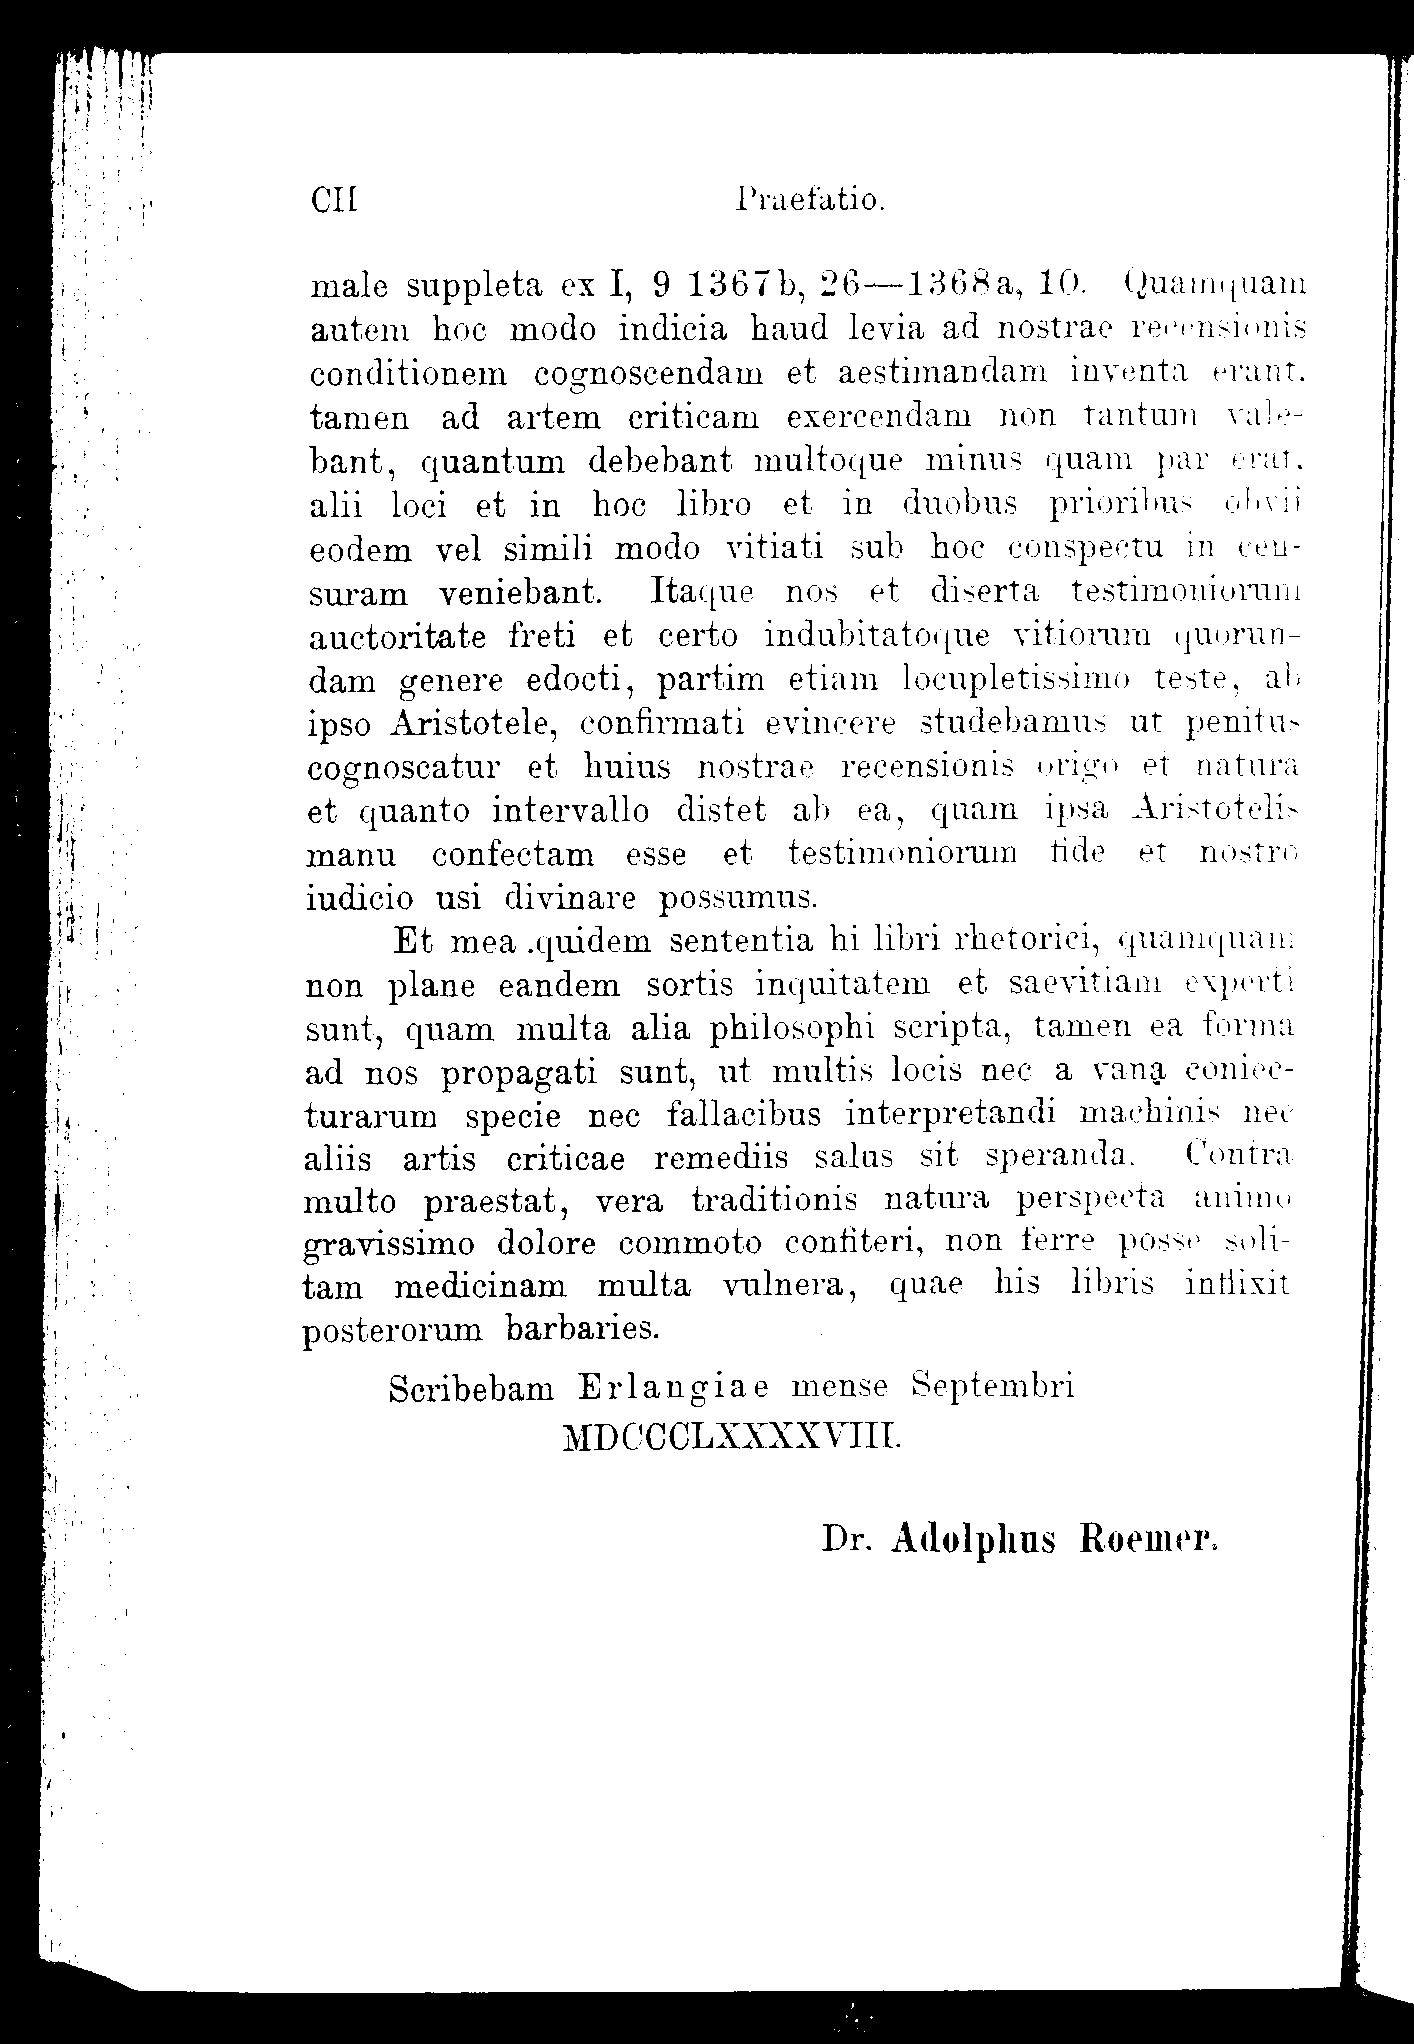 CII Praefatio.
male suppleta ex I, 9 1367b, 26—1368a, 10. Quamquam
autem hoc modo indicia haud levia ad nostrae recensionis
conditionem cognoscendam et aestimandam inventa erant,
tamen ad artem criticam exercendam non tantum vale-
bant, quantum debebant multoque minus quam par erat,
alii loci et in hoc libro et in duobus prioribus obvii
eodem vel simili modo vitiati sub hoc conspectu in cen-
suram veniebant. Itaque nos et diserta testimoniorum
auctoritate freti et certo indubitatoque vitiorum quorun-
dam genere edocti, partim etiam locupletissimo teste, ab
ipso Aristotele, confirmati evincere studebamus ut penitus
cognoscatur et huius nostrae recensionis origo et natura
et quanto intervallo distet ab ea, quam ipsa Aristotelis
manu confectam esse et testimoniorum fide et nostro
iudicio usi divinare possumus.
Et mea quidem sententia hi libri rhetorici, quamquam
non plane eandem sortis inquitatem et saevitiam experti
sunt, quam multa alia philosophi scripta, tamen ea forma
ad nos propagati sunt, ut multis locis nec a vana coniec-
turarum specie nec fallacibus interpretandi machinis nec
aliis artis criticae remediis salus sit speranda. Contra
multo praestat, vera traditionis natura perspecta animo
gravissimo dolore commoto confiteri, non ferre posse soli-
tam medicinam multa vulnera, quae his libris inflixit
posterorum barbaries.
Scribebam Erlangiae mense Septembri
MDCCCLXXXXVIII.
Dr. Adolphus Roemer.